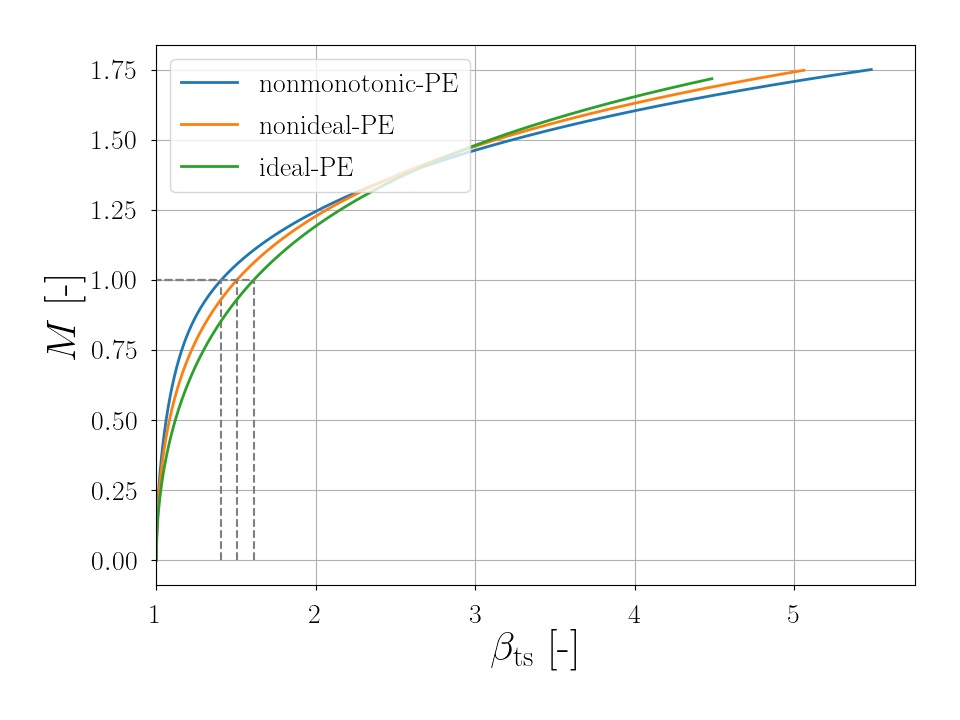 1.75
1.50
1.25
1.00
0.75
0.50
0.25
0.00
M [-]
nonmonotonic-PE
nonideal-PE
ideal-PE
1 2 3 4 5
β_ts [-]